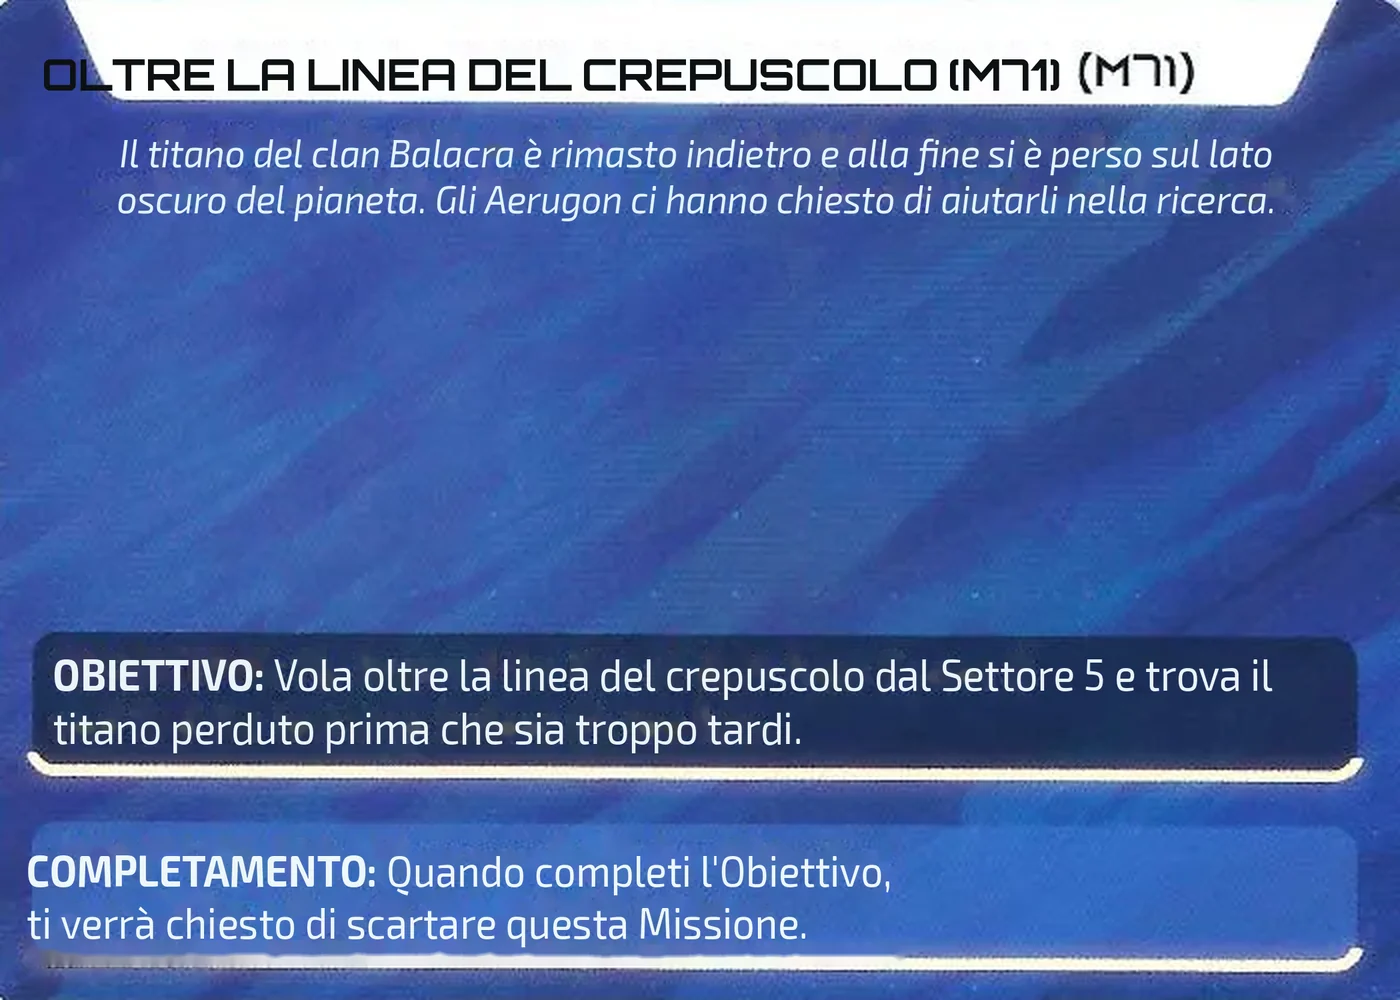 OLTRE LA LINEA DEL CREPUSCOLO (M71) (M71)
Il titano del clan Balacra è rimasto indietro e alla fine si è perso sul lato
oscuro del pianeta. Gli Aerugon ci hanno chiesto di aiutarli nella ricerca.
OBIETTIVO: Vola oltre la linea del crepuscolo dal Settore 5 e trova il
titano perduto prima che sia troppo tardi.
COMPLETAMENTO: Quando completi l'Obiettivo,
ti verrà chiesto di scartare questa Missione.